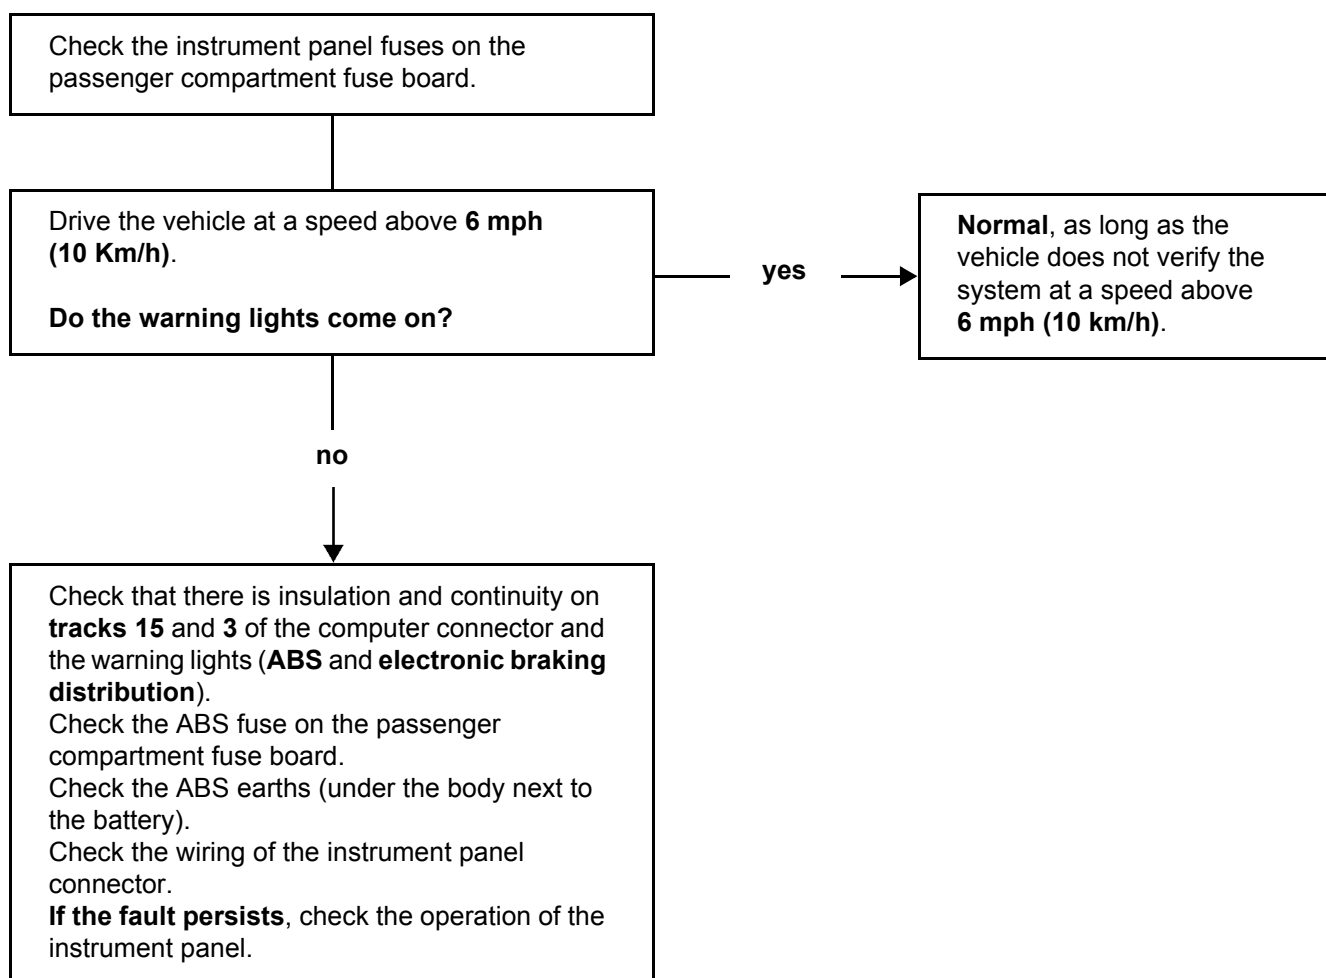 Check the instrument panel fuses on the
passenger compartment fuse board.
Drive the vehicle at a speed above 6 mph
(10 Km/h).
Do the warning lights come on?
yes
Normal, as long as the
vehicle does not verify the
system at a speed above
6 mph (10 km/h).
no
Check that there is insulation and continuity on
tracks 15 and 3 of the computer connector and
the warning lights (ABS and electronic braking
distribution).
Check the ABS fuse on the passenger
compartment fuse board.
Check the ABS earths (under the body next to
the battery).
Check the wiring of the instrument panel
connector.
If the fault persists, check the operation of the
instrument panel.